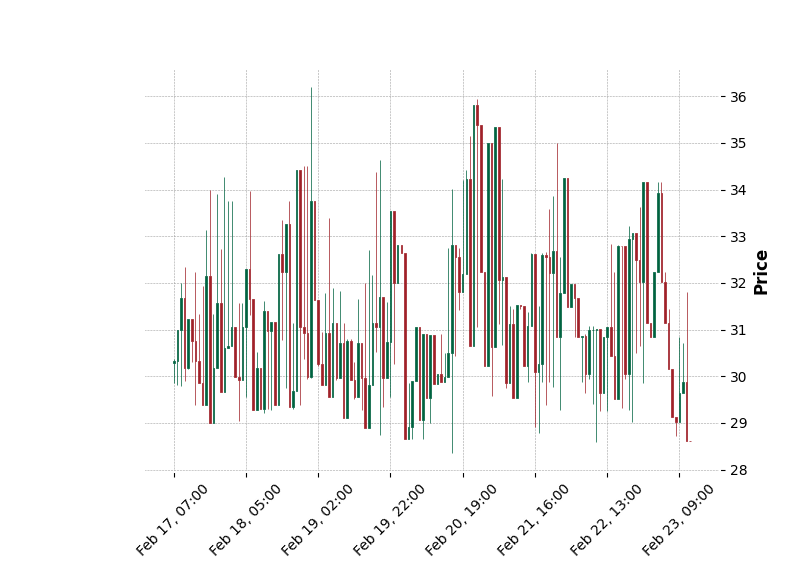 36
35
34
33
32
31
30
29
28
Price
Feb 17, 07:00
Feb 18, 05:00
Feb 19, 02:00
Feb 19, 22:00
Feb 20, 19:00
Feb 21, 16:00
Feb 22, 13:00
Feb 23, 09:00